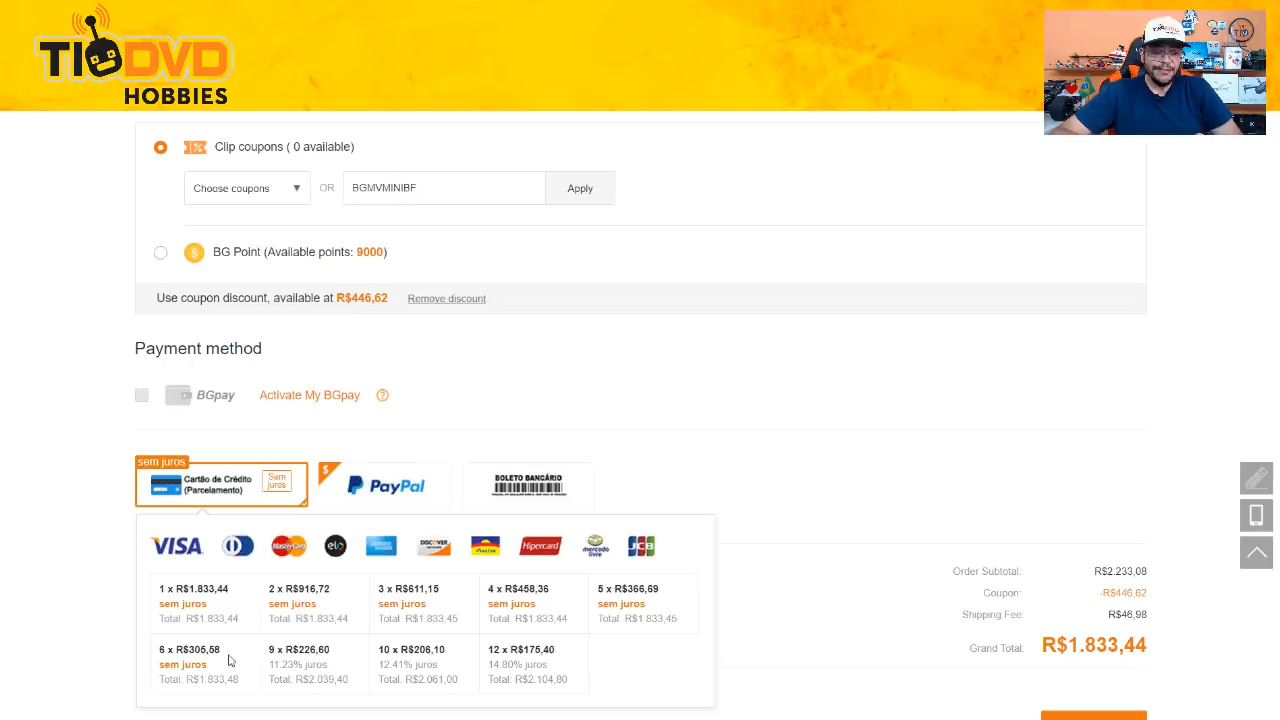 TIODVD
HOBBIES
Clip coupons ( 0 available)
Choose coupons ▼ OR BGMVMINIBF Apply
BG Point (Available points: 9000)
Use coupon discount, available at R$446,62 Remove discount
Payment method
BGpay Activate My BGpay ?
sem juros
Cartão de Crédito (Parcelamento)
Sem juros
$ PayPal
BOLETO BANCÁRIO
VISA MasterCard elo DISCOVER Hipercard mercado livre JCB
1 x R$1.833,44 2 x R$916,72 3 x R$611,15 4 x R$458,36 5 x R$366,69
sem juros sem juros sem juros sem juros sem juros
Total: R$1.833,44 Total: R$1.833,44 Total: R$1.833,45 Total: R$1.833,44 Total: R$1.833,45
6 x R$305,58 9 x R$226,60 10 x R$206,10 12 x R$175,40
sem juros 11.23% juros 12.41% juros 14.80% juros
Total: R$1.833,48 Total: R$2.039,40 Total: R$2.061,00 Total: R$2.104,80
Order Subtotal: R$2.233,08
Coupon: -R$446,62
Shipping Fee: R$46,98
Grand Total: R$1.833,44